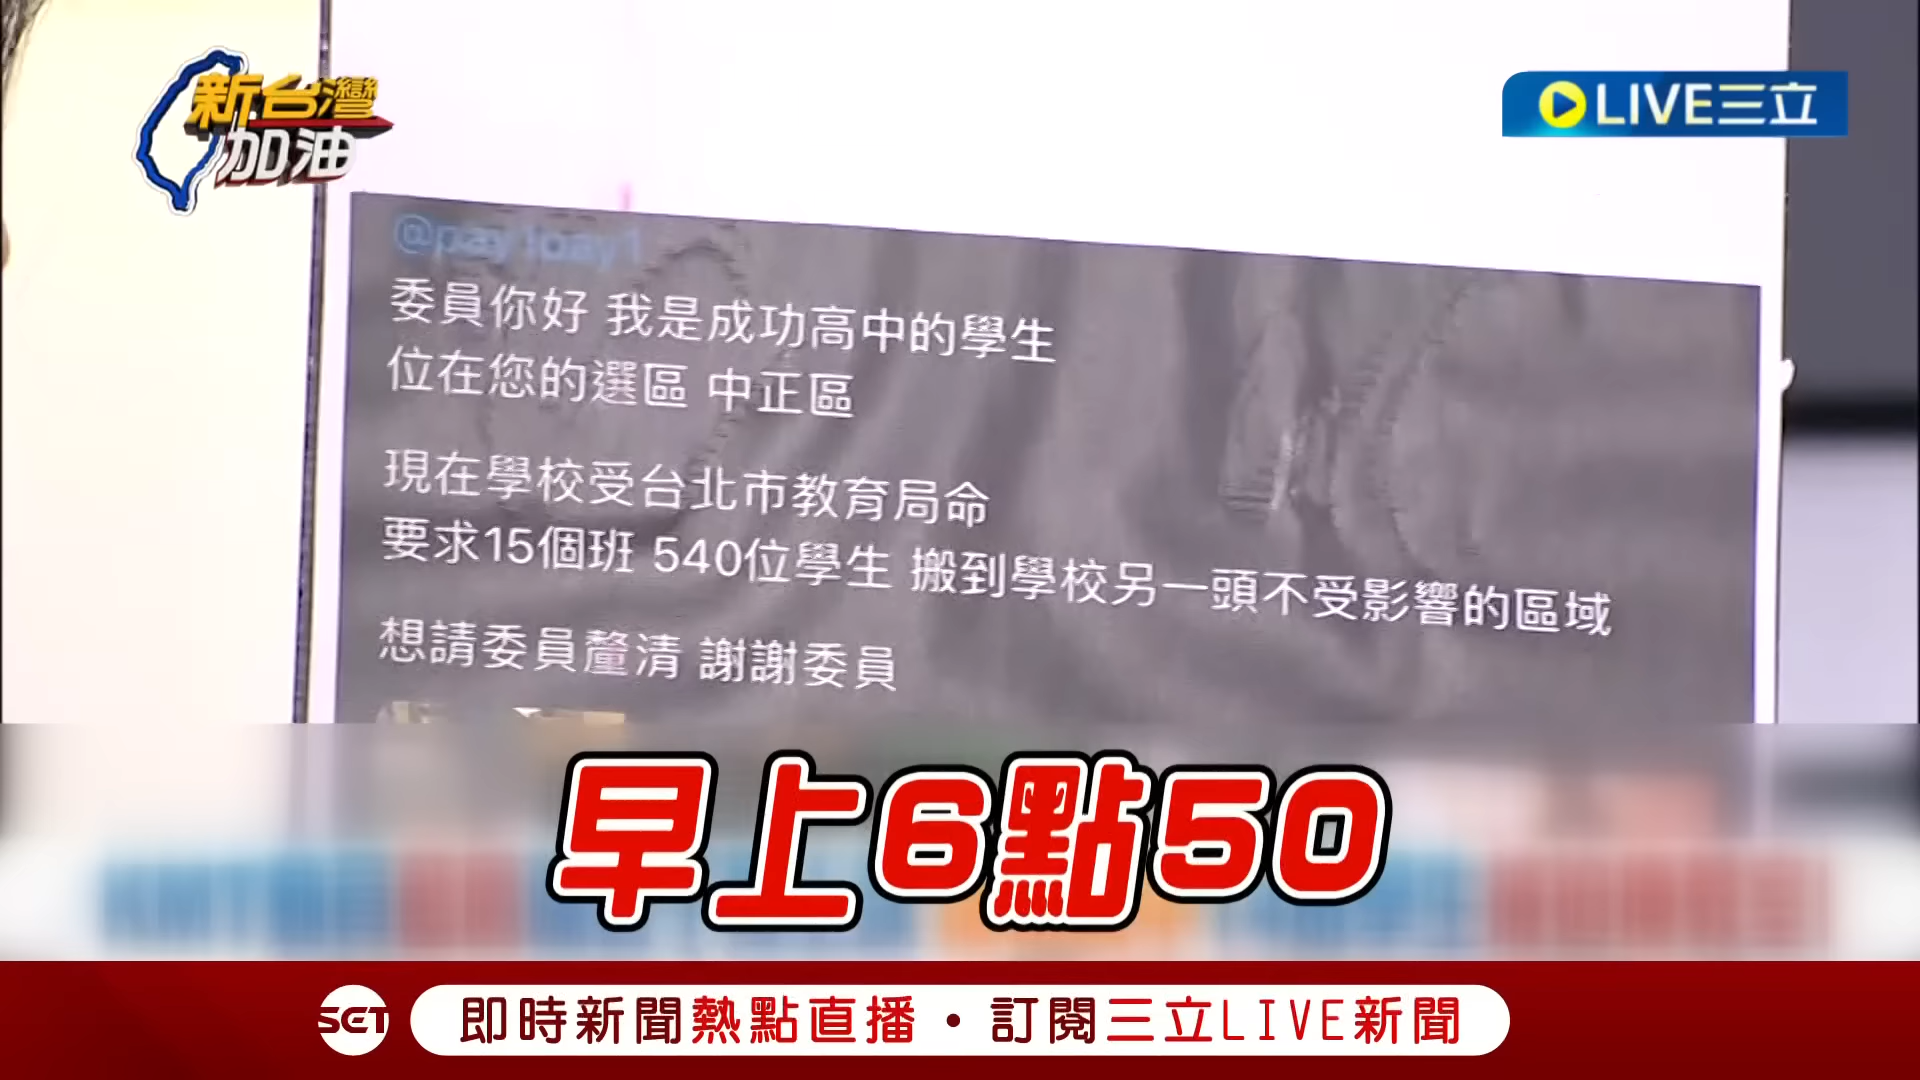 新台灣
加油
LIVE三立
委員你好 我是成功高中的學生
位在您的選區 中正區
現在學校受台北市教育局命
要求15個班 540位學生 搬到學校另一頭不受影響的區域
想請委員釐清 謝謝委員
早上6點50
SET
即時新聞熱點直播・訂閱三立LIVE新聞